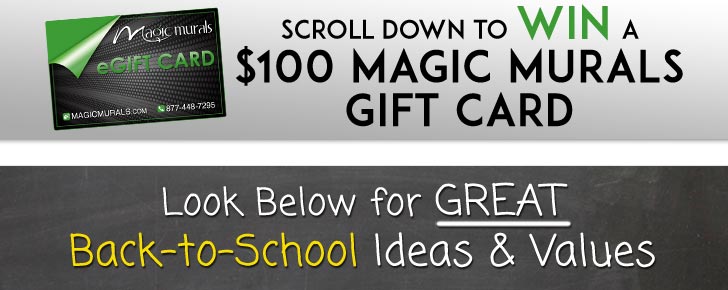 Magic murals
eGIFT CARD
MAGICMURALS.COM 877-448-7295
SCROLL DOWN TO WIN A
$100 MAGIC MURALS
GIFT CARD
Look Below for GREAT
Back-to-School Ideas & Values